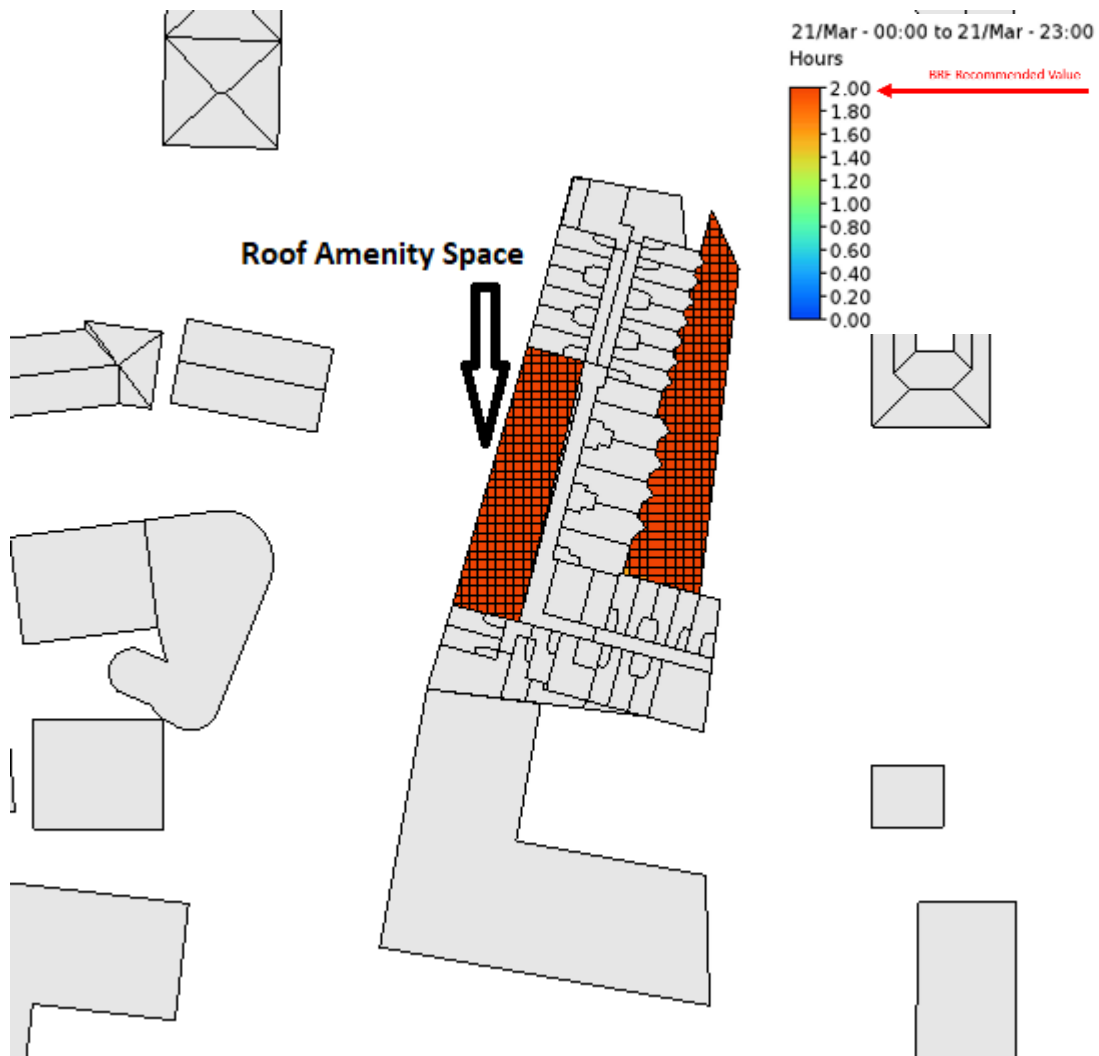 21/Mar - 00:00 to 21/Mar - 23:00
Hours
BRE Recommended Value
2.00
1.80
1.60
1.40
1.20
1.00
0.80
0.60
0.40
0.20
0.00
Roof Amenity Space